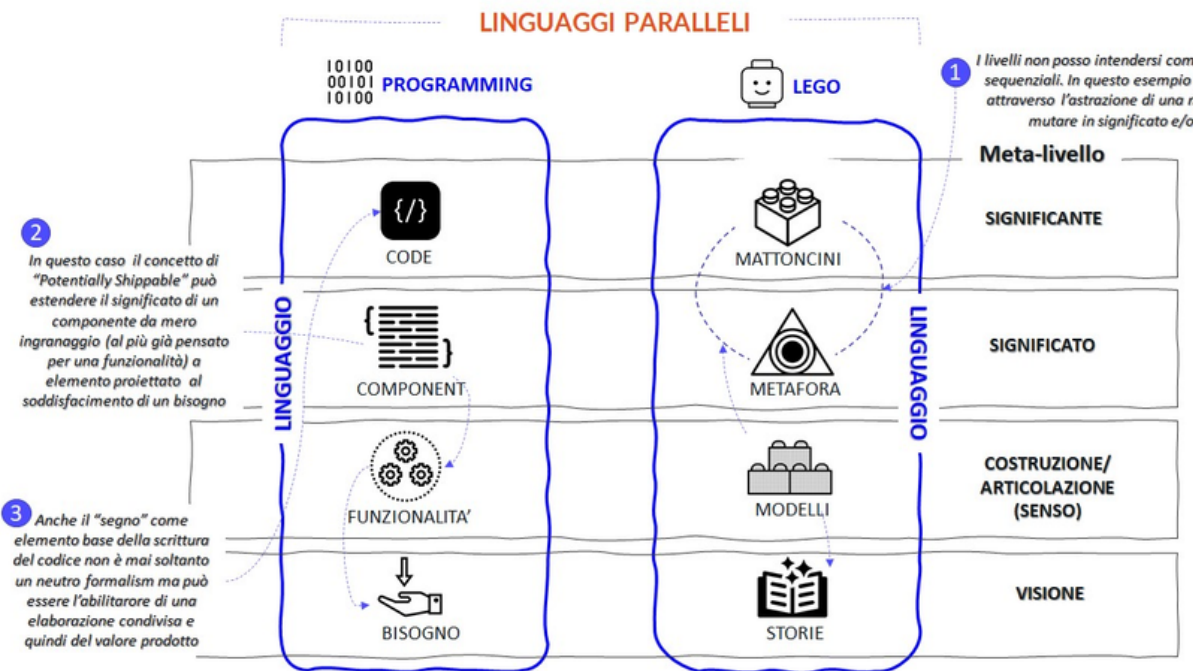 LINGUAGGI PARALLELI
10100
00101
10100
PROGRAMMING
LEGO
1
I livelli non posso intendersi com
sequenziali. In questo esempio
attraverso l'astrazione di una
mutare in significato e/o
Meta-livello
{/}
CODE
MATTONCINI
SIGNIFICANTE
2
In questo caso il concetto di
"Potentially Shippable" può
estendere il significato di un
componente da mero
ingranaggio (al più già pensato
per una funzionalità) a
elemento proiettato al
soddisfacimento di un bisogno
LINGUAGGIO
COMPONENT
METAFORA
LINGUAGGIO
SIGNIFICATO
FUNZIONALITA'
MODELLI
COSTRUZIONE/
ARTICOLAZIONE
(SENSO)
3
Anche il "segno" come
elemento base della scrittura
del codice non è mai soltanto
un neutro formalism ma può
essere l'abilitarore di una
elaborazione condivisa e
quindi del valore prodotto
BISOGNO
STORIE
VISIONE